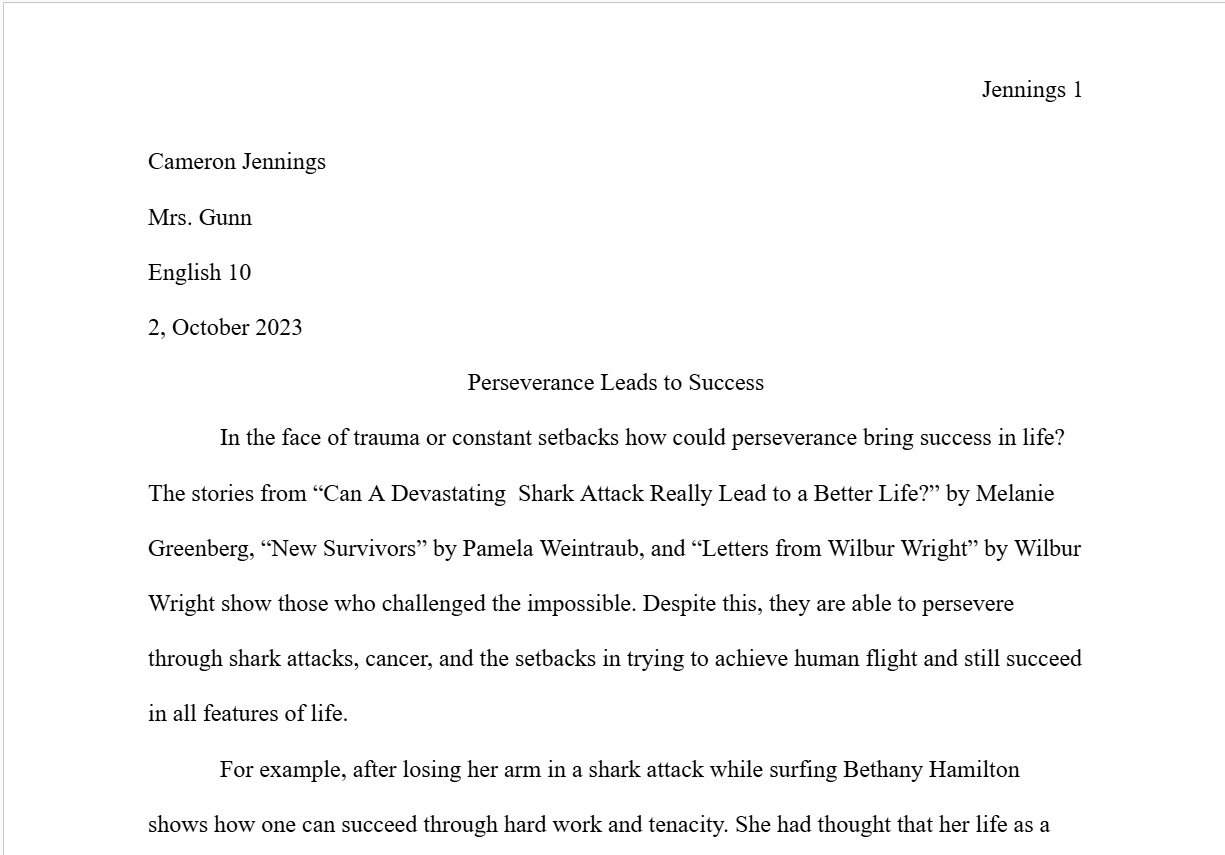 Jennings 1
Cameron Jennings
Mrs. Gunn
English 10
2, October 2023
Perseverance Leads to Success
In the face of trauma or constant setbacks how could perseverance bring success in life?
The stories from “Can A Devastating  Shark Attack Really Lead to a Better Life?” by Melanie
Greenberg, “New Survivors” by Pamela Weintraub, and “Letters from Wilbur Wright” by Wilbur
Wright show those who challenged the impossible. Despite this, they are able to persevere
through shark attacks, cancer, and the setbacks in trying to achieve human flight and still succeed
in all features of life.
For example, after losing her arm in a shark attack while surfing Bethany Hamilton
shows how one can succeed through hard work and tenacity. She had thought that her life as a